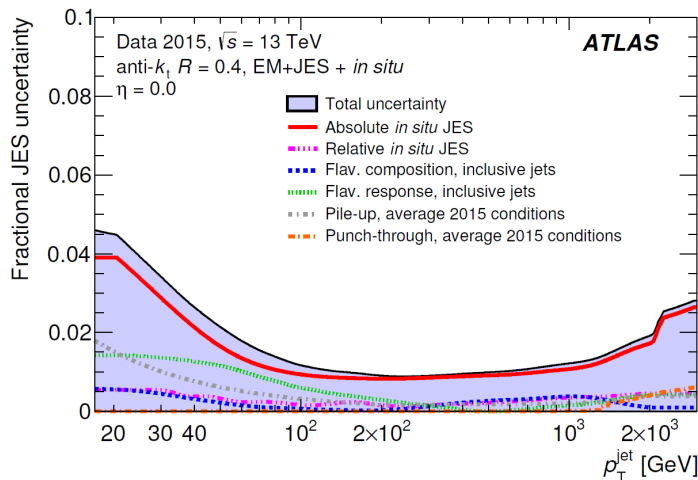 Data 2015, √s = 13 TeV
ATLAS
anti-kt R = 0.4, EM+JES + in situ
η = 0.0
Total uncertainty
Absolute in situ JES
Relative in situ JES
Flav. composition, inclusive jets
Flav. response, inclusive jets
Pile-up, average 2015 conditions
Punch-through, average 2015 conditions
Fractional JES uncertainty
0.1
0.08
0.06
0.04
0.02
0
20 30 40 10² 2×10² 10³ 2×10³
pTjet [GeV]